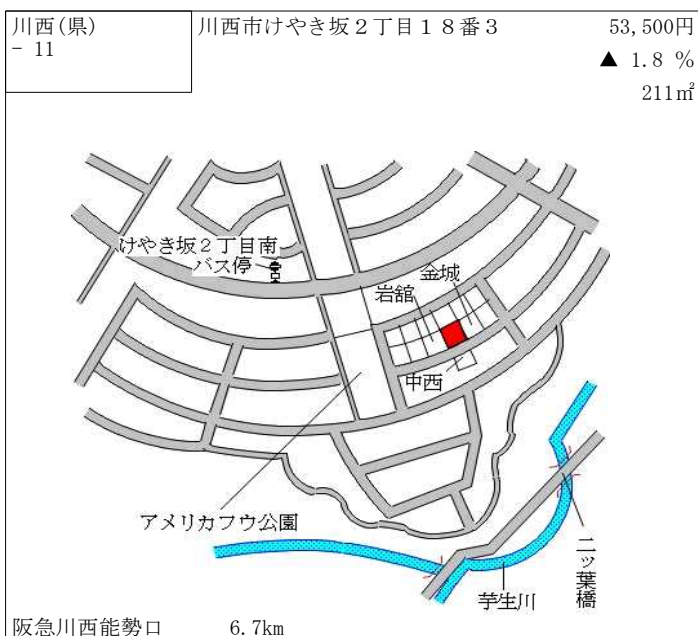 川西(県)
- 11
川西市けやき坂２丁目１８番３
53,500円
▲ 1.8 %
211㎡
けやき坂２丁目南
バス停
金城
岩舘
中西
アメリカフウ公園
二ッ葉橋
芋生川
阪急川西能勢口 6.7km